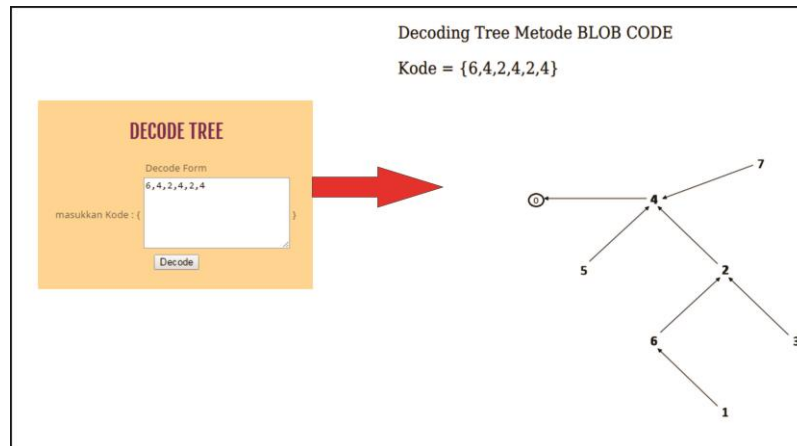 Decoding Tree Metode BLOB CODE
Kode = {6,4,2,4,2,4}
DECODE TREE
Decode Form
6,4,2,4,2,4
masukkan Kode : { }
Decode
7
0 4
5 2
6 3
1